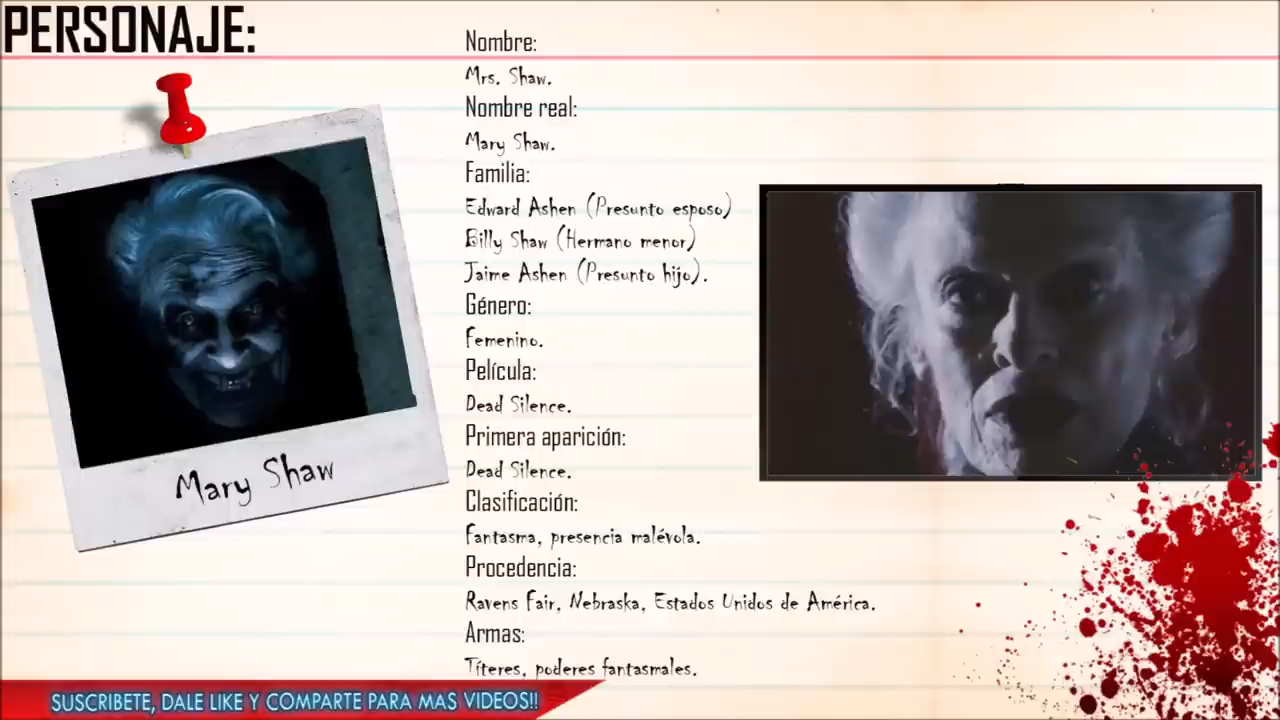 PERSONAJE:
Mary Shaw
Nombre:
Mrs. Shaw.
Nombre real:
Mary Shaw.
Familia:
Edward Ashen (Presunto esposo)
Billy Shaw (Hermano menor)
Jaime Ashen (Presunto hijo).
Género:
Femenino.
Película:
Dead Silence.
Primera aparición:
Dead Silence.
Clasificación:
Fantasma, presencia malévola.
Procedencia:
Ravens Fair, Nebraska, Estados Unidos de América.
Armas:
Títeres, poderes fantasmales.
SUSCRIBETE, DALE LIKE Y COMPARTE PARA MAS VIDEOS!!